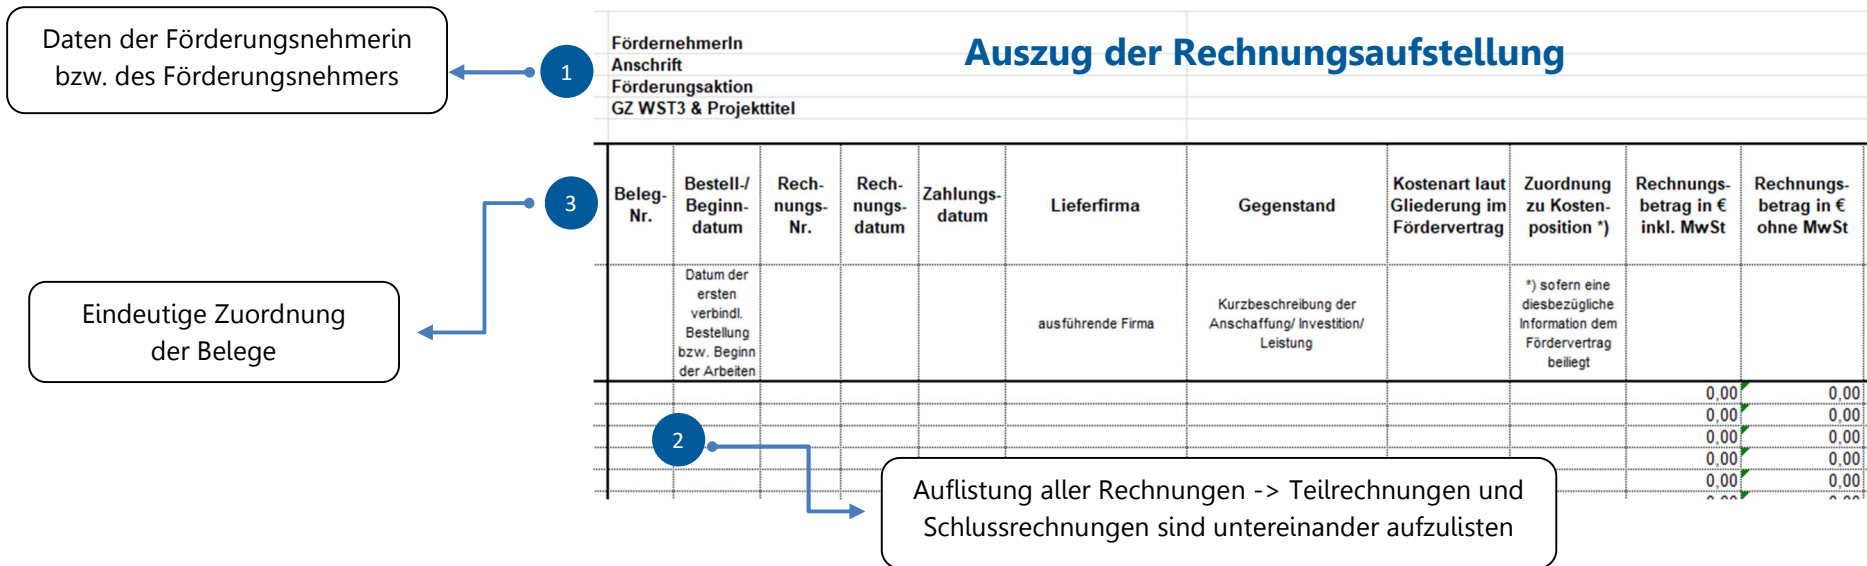 Daten der Förderungsnehmerin
bzw. des Förderungsnehmers
1
FördernehmerIn
Anschrift
Förderungsaktion
GZ WST3 & Projekttitel
Auszug der Rechnungsaufstellung
3
Eindeutige Zuordnung
der Belege
Beleg-
Nr.
Bestell-/
Beginn-
datum
Rech-
nungs-
Nr.
Rech-
nungs-
datum
Zahlungs-
datum
Lieferfirma
Gegenstand
Kostenart laut
Gliederung im
Fördervertrag
Zuordnung
zu Kosten-
position *)
Rechnungs-
betrag in €
inkl. MwSt
Rechnungs-
betrag in €
ohne MwSt
Datum der
ersten
verbindl.
Bestellung
bzw. Beginn
der Arbeiten
ausführende Firma
Kurzbeschreibung der
Anschaffung/ Investition/
Leistung
*) sofern eine
diesbezügliche
Information dem
Fördervertrag
beiliegt
0,00 0,00
0,00 0,00
0,00 0,00
0,00 0,00
0,00 0,00
2
Auflistung aller Rechnungen -> Teilrechnungen und
Schlussrechnungen sind untereinander aufzulisten